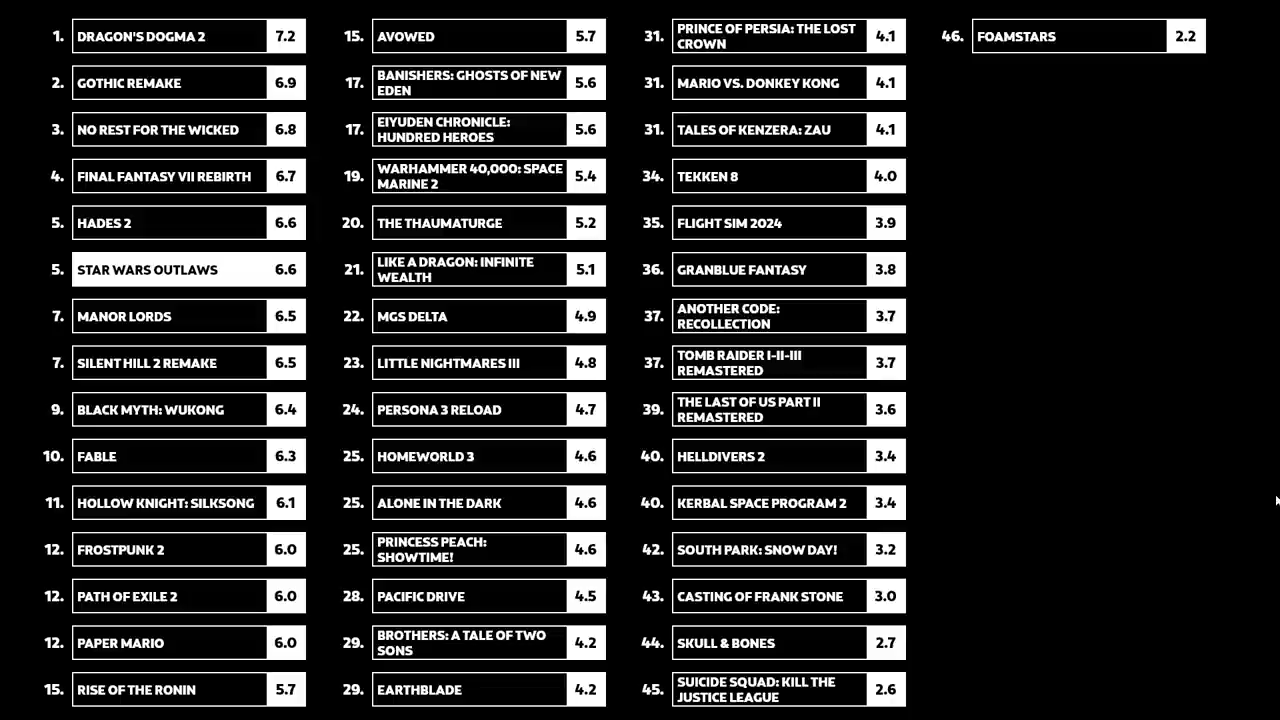 1. DRAGON'S DOGMA 2 7.2
2. GOTHIC REMAKE 6.9
3. NO REST FOR THE WICKED 6.8
4. FINAL FANTASY VII REBIRTH 6.7
5. HADES 2 6.6
5. STAR WARS OUTLAWS 6.6
7. MANOR LORDS 6.5
7. SILENT HILL 2 REMAKE 6.5
9. BLACK MYTH: WUKONG 6.4
10. FABLE 6.3
11. HOLLOW KNIGHT: SILKSONG 6.1
12. FROSTPUNK 2 6.0
12. PATH OF EXILE 2 6.0
12. PAPER MARIO 6.0
15. RISE OF THE RONIN 5.7
15. AVOWED 5.7
17. BANISHERS: GHOSTS OF NEW
EDEN 5.6
17. EIYUDEN CHRONICLE:
HUNDRED HEROES 5.6
19. WARHAMMER 40,000: SPACE
MARINE 2 5.4
20. THE THAUMATURGE 5.2
21. LIKE A DRAGON: INFINITE
WEALTH 5.1
22. MGS DELTA 4.9
23. LITTLE NIGHTMARES III 4.8
24. PERSONA 3 RELOAD 4.7
25. HOMEWORLD 3 4.6
25. ALONE IN THE DARK 4.6
25. PRINCESS PEACH:
SHOWTIME! 4.6
28. PACIFIC DRIVE 4.5
29. BROTHERS: A TALE OF TWO
SONS 4.2
29. EARTHBLADE 4.2
31. PRINCE OF PERSIA: THE LOST
CROWN 4.1
31. MARIO VS. DONKEY KONG 4.1
31. TALES OF KENZERA: ZAU 4.1
34. TEKKEN 8 4.0
35. FLIGHT SIM 2024 3.9
36. GRANBLUE FANTASY 3.8
37. ANOTHER CODE:
RECOLLECTION 3.7
37. TOMB RAIDER I-II-III
REMASTERED 3.7
39. THE LAST OF US PART II
REMASTERED 3.6
40. HELLDIVERS 2 3.4
40. KERBAL SPACE PROGRAM 2 3.4
42. SOUTH PARK: SNOW DAY! 3.2
43. CASTING OF FRANK STONE 3.0
44. SKULL & BONES 2.7
45. SUICIDE SQUAD: KILL THE
JUSTICE LEAGUE 2.6
46. FOAMSTARS 2.2